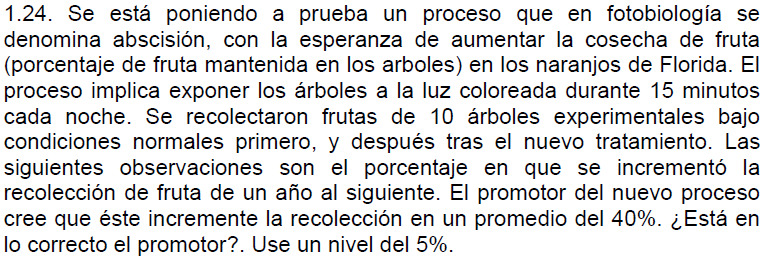 1.24. Se está poniendo a prueba un proceso que en fotobiología se
denomina abscisión, con la esperanza de aumentar la cosecha de fruta
(porcentaje de fruta mantenida en los arboles) en los naranjos de Florida. El
proceso implica exponer los árboles a la luz coloreada durante 15 minutos
cada noche. Se recolectaron frutas de 10 árboles experimentales bajo
condiciones normales primero, y después tras el nuevo tratamiento. Las
siguientes observaciones son el porcentaje en que se incrementó la
recolección de fruta de un año al siguiente. El promotor del nuevo proceso
cree que éste incremente la recolección en un promedio del 40%. ¿Está en
lo correcto el promotor?. Use un nivel del 5%.